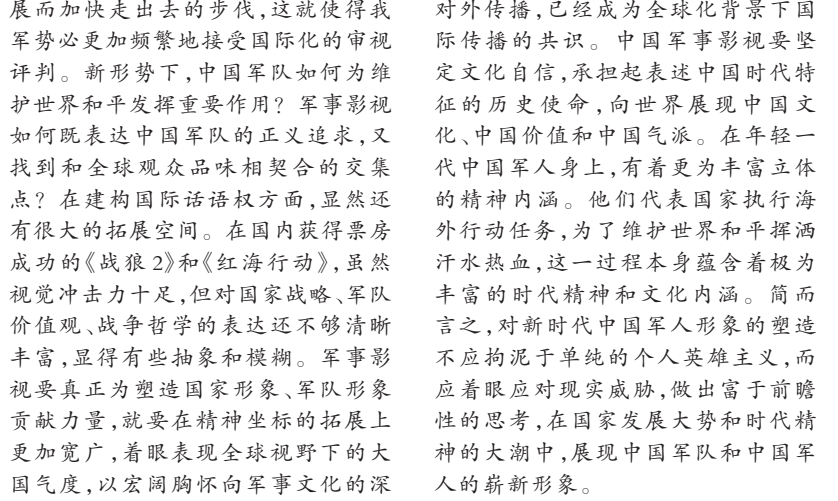 展而加快走出去的步伐，这就使得我
军势必更加频繁地接受国际化的审视
评判。新形势下，中国军队如何为维
护世界和平发挥重要作用？军事影视
如何既表达中国军队的正义追求，又
找到和全球观众品味相契合的交集
点？在建构国际话语权方面，显然还
有很大的拓展空间。在国内获得票房
成功的《战狼2》和《红海行动》，虽然
视觉冲击力十足，但对国家战略、军队
价值观、战争哲学的表达还不够清晰
丰富，显得有些抽象和模糊。军事影
视要真正为塑造国家形象、军队形象
贡献力量，就要在精神坐标的拓展上
更加宽广，着眼表现全球视野下的大
国气度，以宏阔胸怀向军事文化的深
对外传播，已经成为全球化背景下国
际传播的共识。中国军事影视要坚
定文化自信，承担起表述中国时代特
征的历史使命，向世界展现中国文
化、中国价值和中国气派。在年轻一
代中国军人身上，有着更为丰富立体
的精神内涵。他们代表国家执行海
外行动任务，为了维护世界和平挥洒
汗水热血，这一过程本身蕴含着极为
丰富的时代精神和文化内涵。简而
言之，对新时代中国军人形象的塑造
不应拘泥于单纯的个人英雄主义，而
应着眼应对现实威胁，做出富于前瞻
性的思考，在国家发展大势和时代精
神的大潮中，展现中国军队和中国军
人的崭新形象。